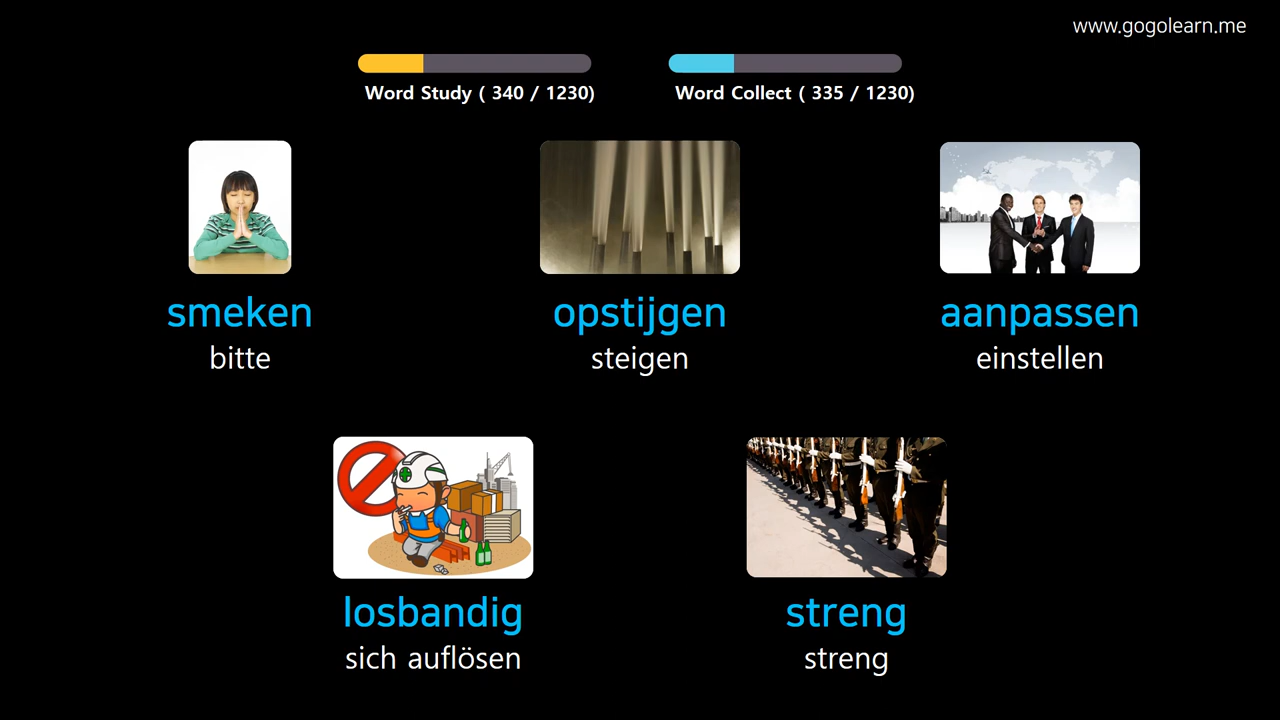 www.gogolearn.me
Word Study ( 340 / 1230)
Word Collect ( 335 / 1230)
smeken
bitte
opstijgen
steigen
aanpassen
einstellen
losbandig
sich auflösen
streng
streng